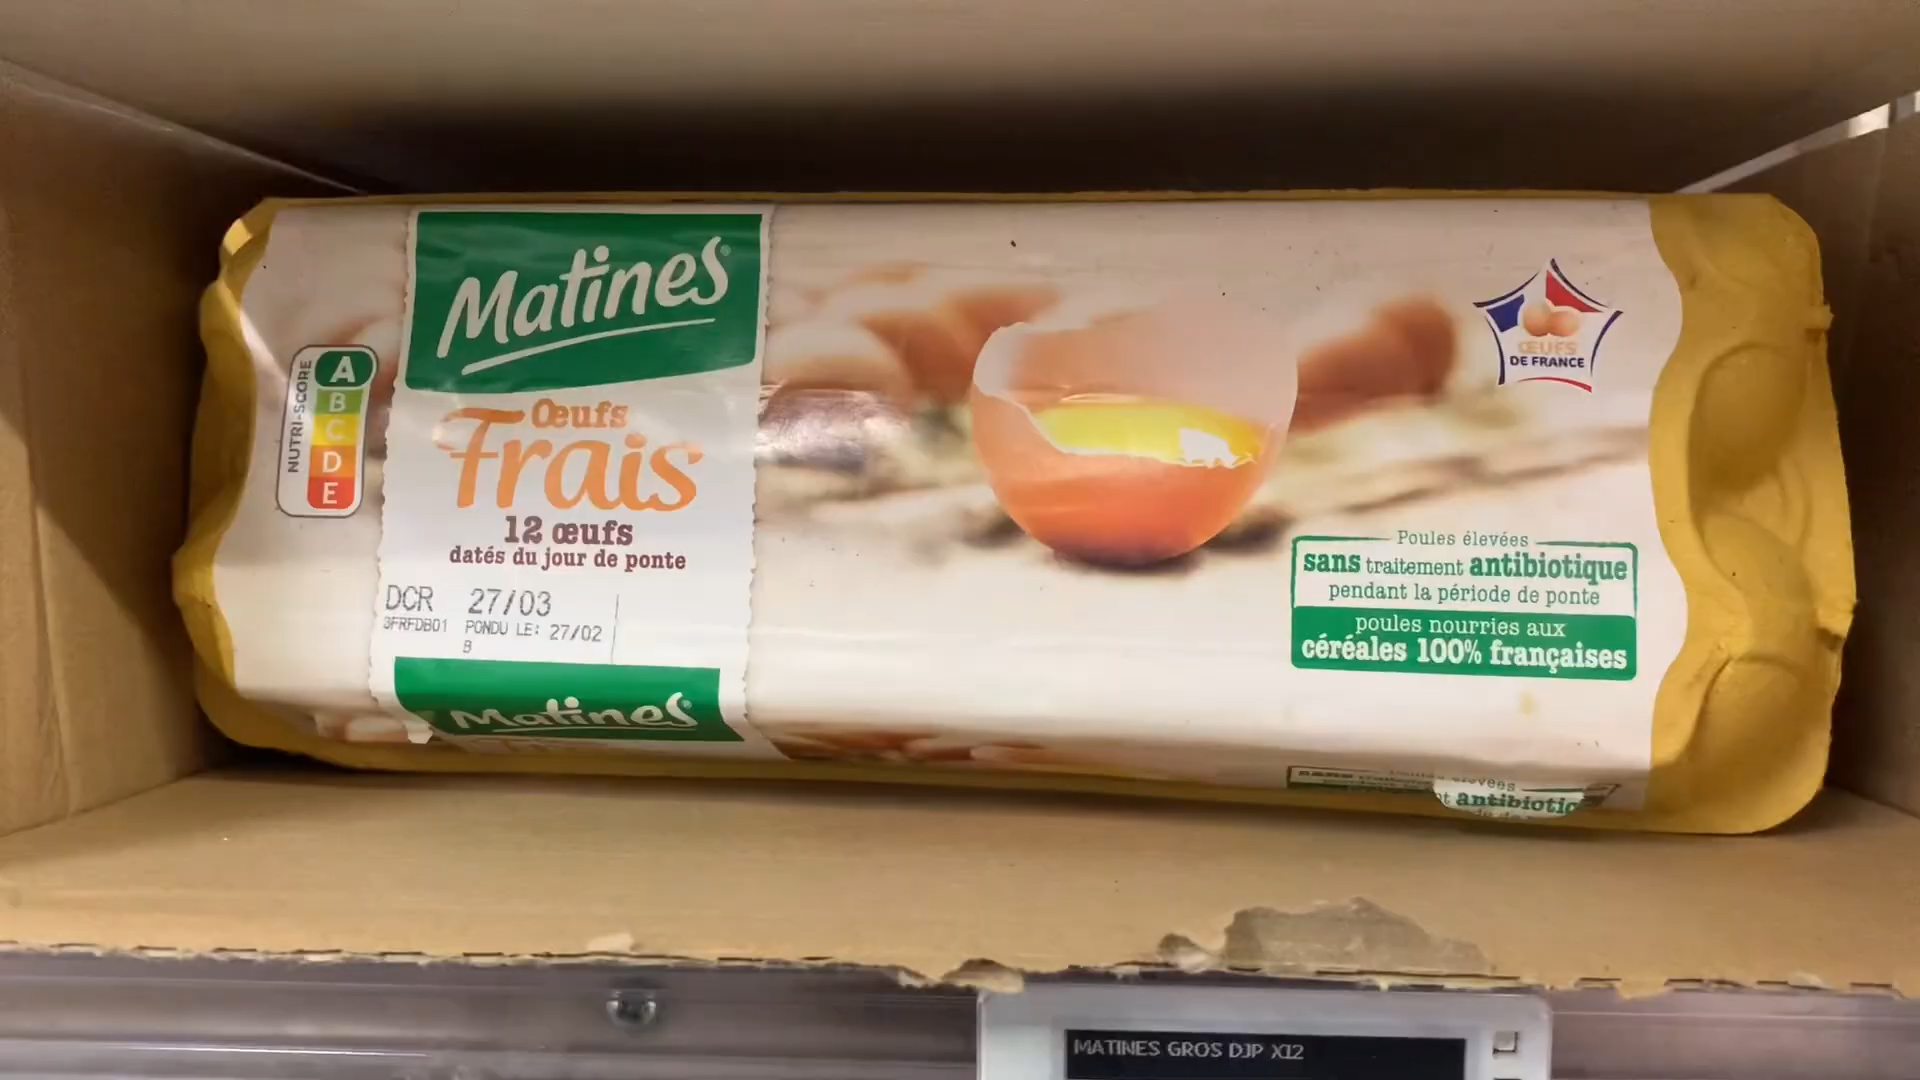 Matines
NUTRI-SCORE
A
B
C
D
E
Œufs
Frais
12 œufs
datés du jour de ponte
DCR 27/03
3FRFDB01 PONDU LE: 27/02
B
Matines
ŒUFS
DE FRANCE
Poules élevées
sans traitement antibiotique
pendant la période de ponte
poules nourries aux
céréales 100% françaises
antibiotiq
MATINES GROS DJP X12